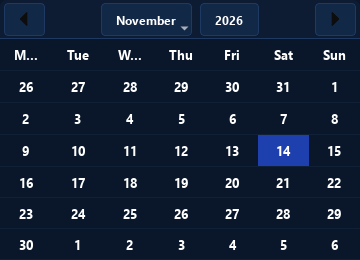 November 2026
M... Tue W... Thu Fri Sat Sun
26 27 28 29 30 31 1
2 3 4 5 6 7 8
9 10 11 12 13 14 15
16 17 18 19 20 21 22
23 24 25 26 27 28 29
30 1 2 3 4 5 6